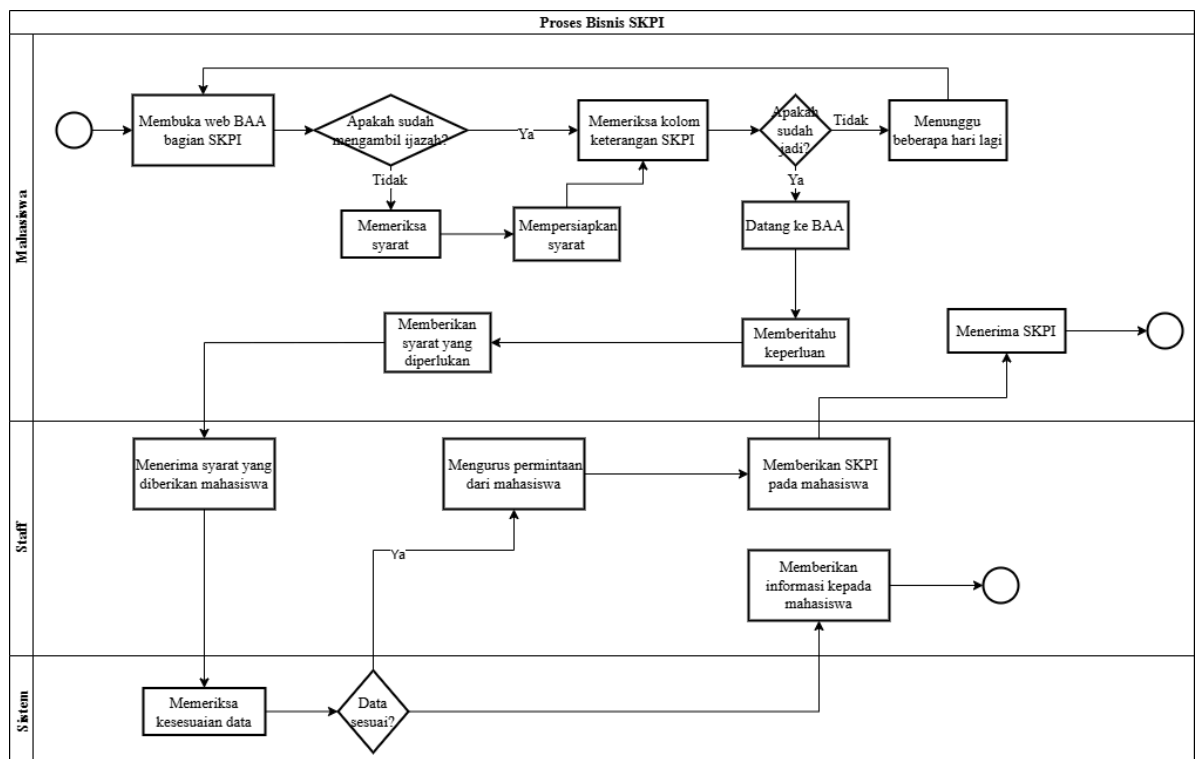 Proses Bisnis SKPI
Mahasiswa
Membuka web BAA
bagian SKPI
Apakah sudah
mengambil ijazah?
Ya
Memeriksa kolom
keterangan SKPI
Apakah
sudah
jadi?
Tidak
Menunggu
beberapa hari lagi
Tidak
Ya
Memeriksa
syarat
Mempersiapkan
syarat
Datang ke BAA
Memberikan
syarat yang
diperlukan
Memberitahu
keperluan
Menerima SKPI
Staff
Menerima syarat yang
diberikan mahasiswa
Mengurus permintaan
dari mahasiswa
Memberikan SKPI
pada mahasiswa
Ya
Memberikan
informasi kepada
mahasiswa
Sistem
Memeriksa
kesesuaian data
Data
sesuai?